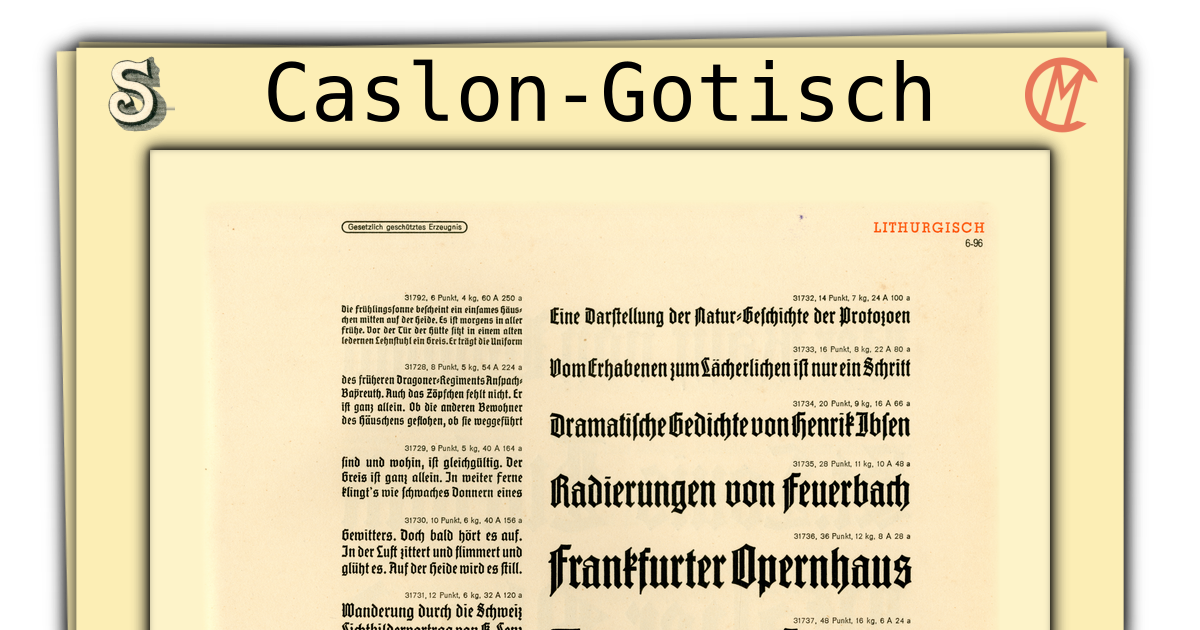 S
Caslon-Gotisch
CM
Gesetzlich geschütztes Erzeugnis
LITHURGISCH
6-96
31792, 6 Punkt, 4 kg, 60 A 250 a
Die Frühlingsſonne beſcheint ein einſames Häus-
chen mitten auf der Heide. Es iſt morgens in aller
Frühe. Vor der Tür der Hütte ſitzt in einem alten
ledernen Lehnſtuhl ein Greis. Er trägt die Uniform
31728, 8 Punkt, 5 kg, 54 A 224 a
des früheren Dragoner-Regiments Anſpach-
Bayreuth. Auch das Zöpfchen fehlt nicht. Er
iſt ganz allein. Ob die anderen Bewohner
des Häuschens geflohen, ob ſie weggeführt
31729, 9 Punkt, 5 kg, 40 A 164 a
ſind und wohin, iſt gleichgültig. Der
Greis iſt ganz allein. In weiter Ferne
klingt's wie ſchwaches Donnern eines
31730, 10 Punkt, 6 kg, 40 A 156 a
Gewitters. Doch bald hört es auf.
In der Luft zittert und flimmert und
glüht es. Auf der Heide wird es ſtill.
31731, 12 Punkt, 6 kg, 32 A 120 a
Wanderung durch die Schweiz
31732, 14 Punkt, 7 kg, 24 A 100 a
Eine Darſtellung der Natur-Geſchichte der Protozoen
31733, 16 Punkt, 8 kg, 22 A 80 a
Vom Erhabenen zum Lächerlichen iſt nur ein Schritt
31734, 20 Punkt, 9 kg, 16 A 66 a
Dramatiſche Gedichte von Henrik Ibſen
31735, 28 Punkt, 11 kg, 10 A 48 a
Radierungen von Feuerbach
31736, 36 Punkt, 12 kg, 8 A 28 a
Frankfurter Opernhaus
31737, 48 Punkt, 16 kg, 6 A 24 a